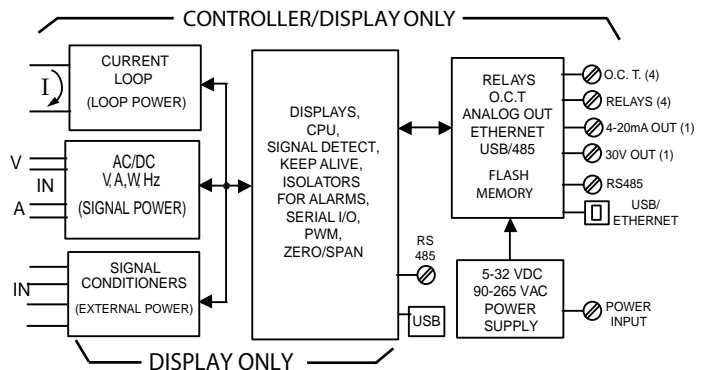 CONTROLLER/DISPLAY ONLY
CURRENT
LOOP
(LOOP POWER)
I
V
IN
A
AC/DC
V, A, W, Hz
(SIGNAL POWER)
IN
SIGNAL
CONDITIONERS
(EXTERNAL POWER)
DISPLAYS,
CPU,
SIGNAL DETECT,
KEEP ALIVE,
ISOLATORS
FOR ALARMS,
SERIAL I/O,
PWM,
ZERO/SPAN
RS
485
USB
RELAYS
O.C.T
ANALOG OUT
ETHERNET
USB/485
FLASH
MEMORY
O.C. T. (4)
RELAYS (4)
4-20mA OUT (1)
30V OUT (1)
RS485
USB/
ETHERNET
5-32 VDC
90-265 VAC
POWER
SUPPLY
POWER
INPUT
DISPLAY ONLY